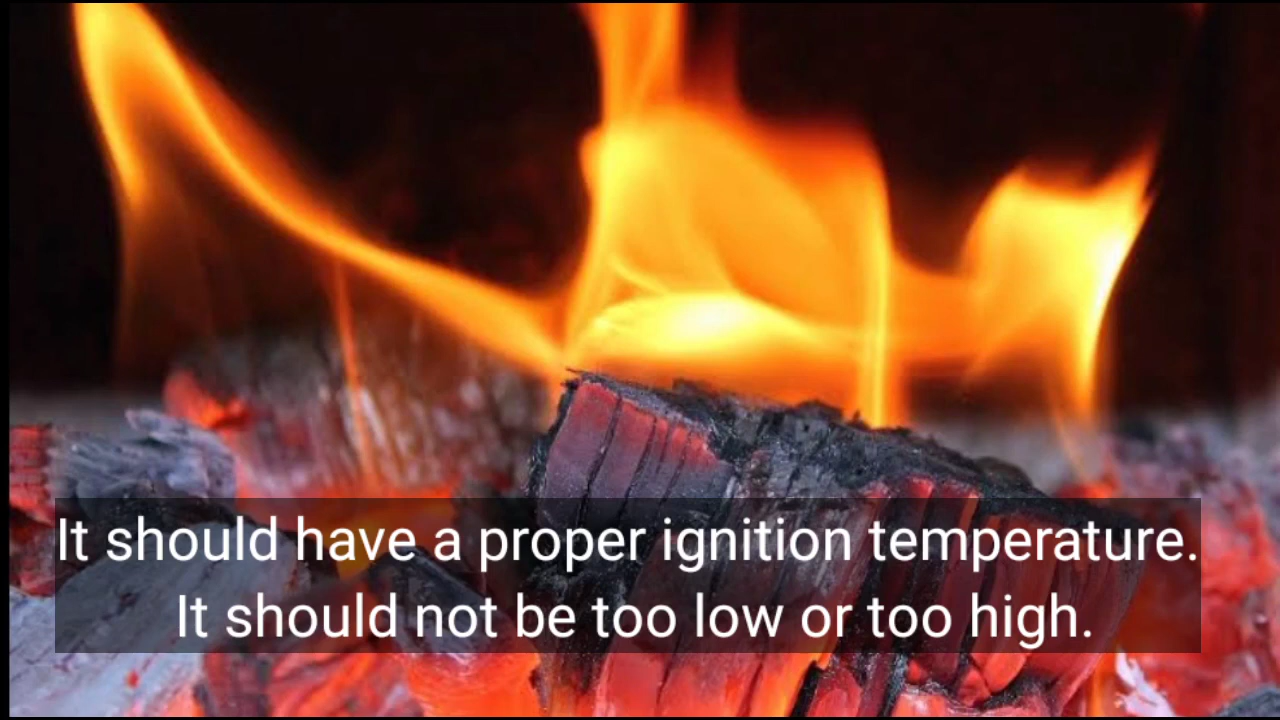 It should have a proper ignition temperature.
It should not be too low or too high.